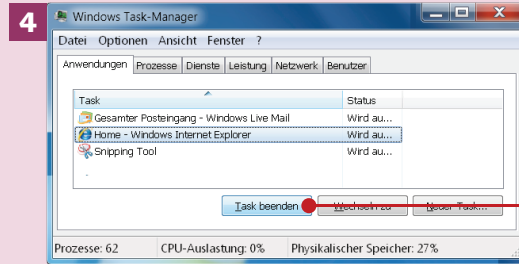 4
Windows Task-Manager
Datei Optionen Ansicht Fenster ?
Anwendungen Prozesse Dienste Leistung Netzwerk Benutzer
Task Status
Gesamter Posteingang - Windows Live Mail Wird au...
Home - Windows Internet Explorer Wird au...
Snipping Tool Wird au...
Task beenden Wechseln zu Neuer Task...
Prozesse: 62 CPU-Auslastung: 0% Physikalischer Speicher: 27%